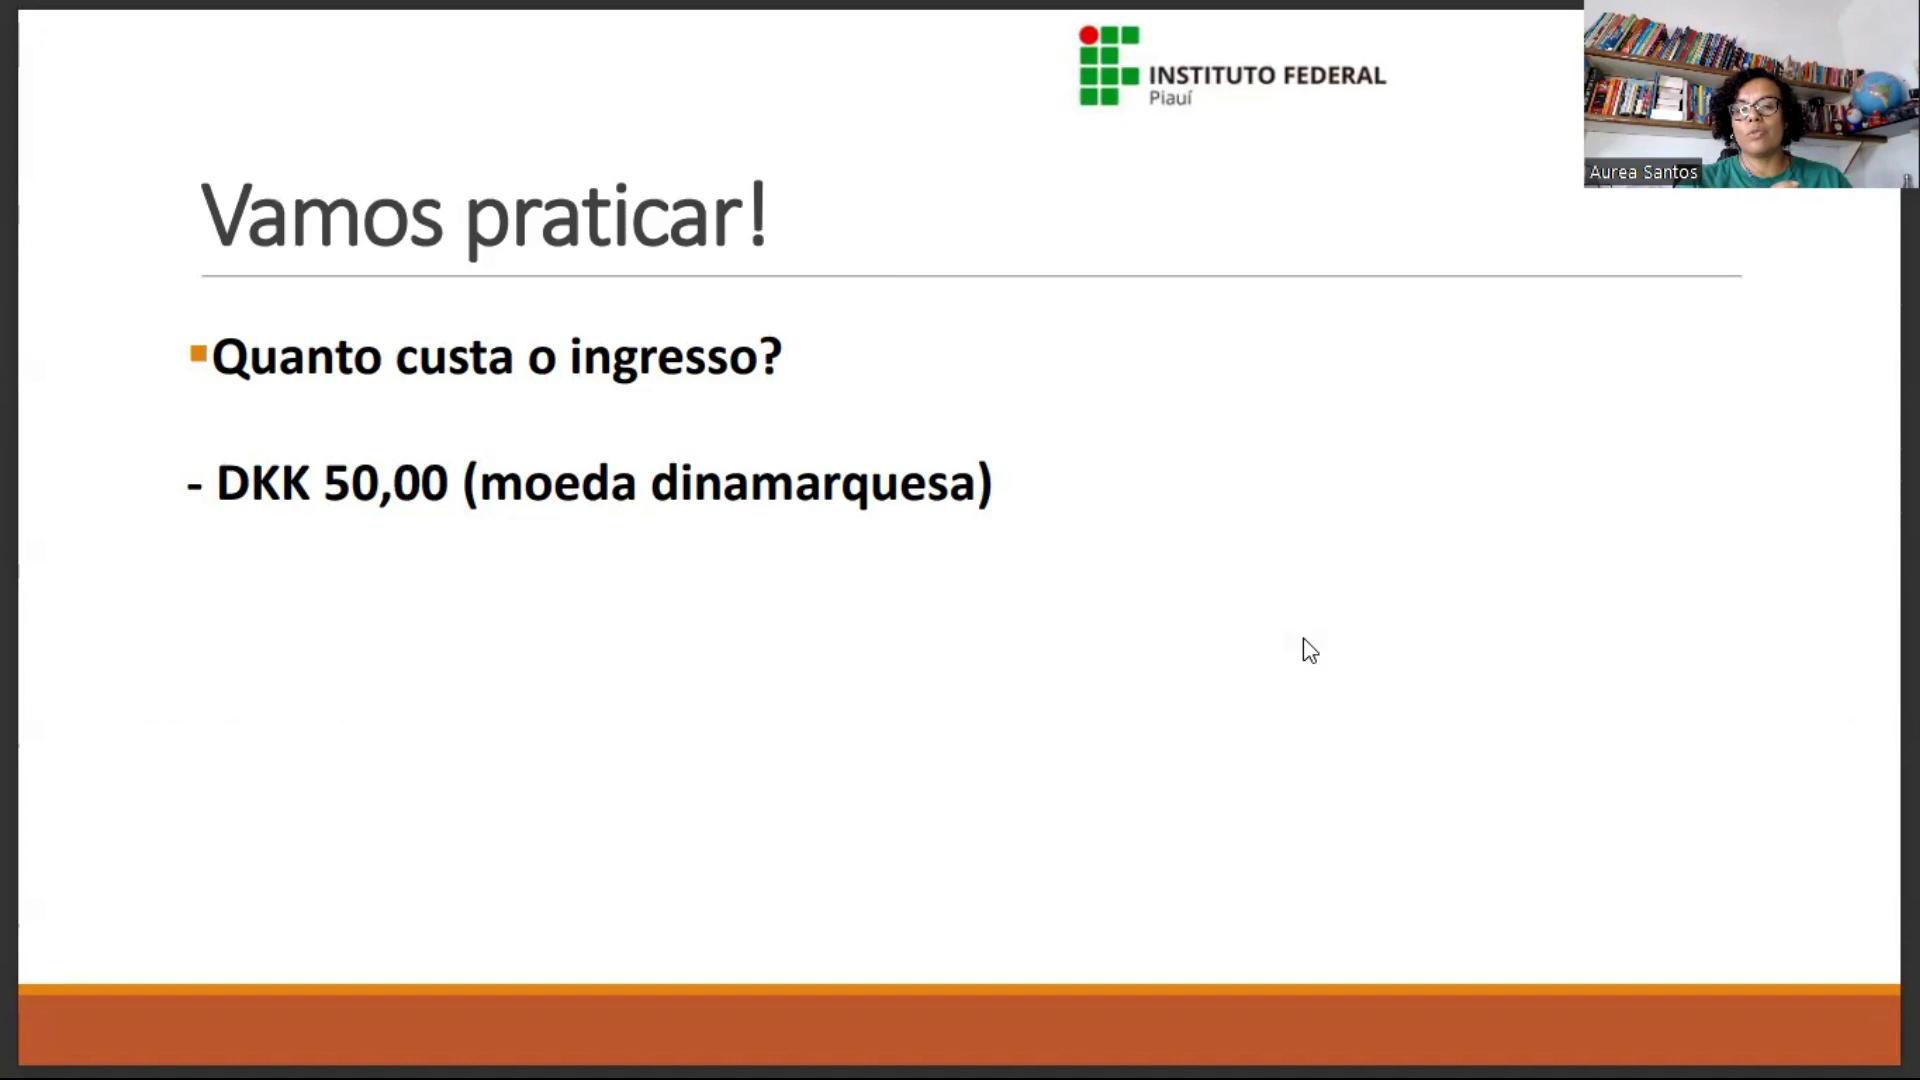 INSTITUTO FEDERAL
Piauí
Aurea Santos
Vamos praticar!
Quanto custa o ingresso?
- DKK 50,00 (moeda dinamarquesa)